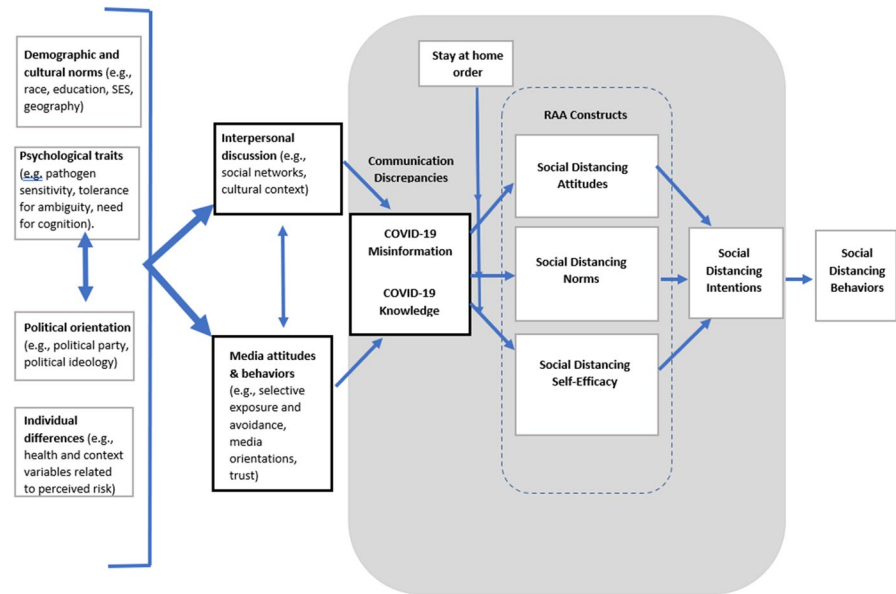 Demographic and
cultural norms (e.g.,
race, education, SES,
geography)
Psychological traits
(e.g. pathogen
sensitivity, tolerance
for ambiguity, need
for cognition).
Political orientation
(e.g., political party,
political ideology)
Individual
differences (e.g.,
health and context
variables related
to perceived risk)
Interpersonal
discussion (e.g.,
social networks,
cultural context)
Media attitudes
& behaviors
(e.g., selective
exposure and
avoidance,
media
orientations,
trust)
Communication
Discrepancies
COVID-19
Misinformation
COVID-19
Knowledge
Stay at home
order
RAA Constructs
Social Distancing
Attitudes
Social Distancing
Norms
Social Distancing
Self-Efficacy
Social
Distancing
Intentions
Social
Distancing
Behaviors